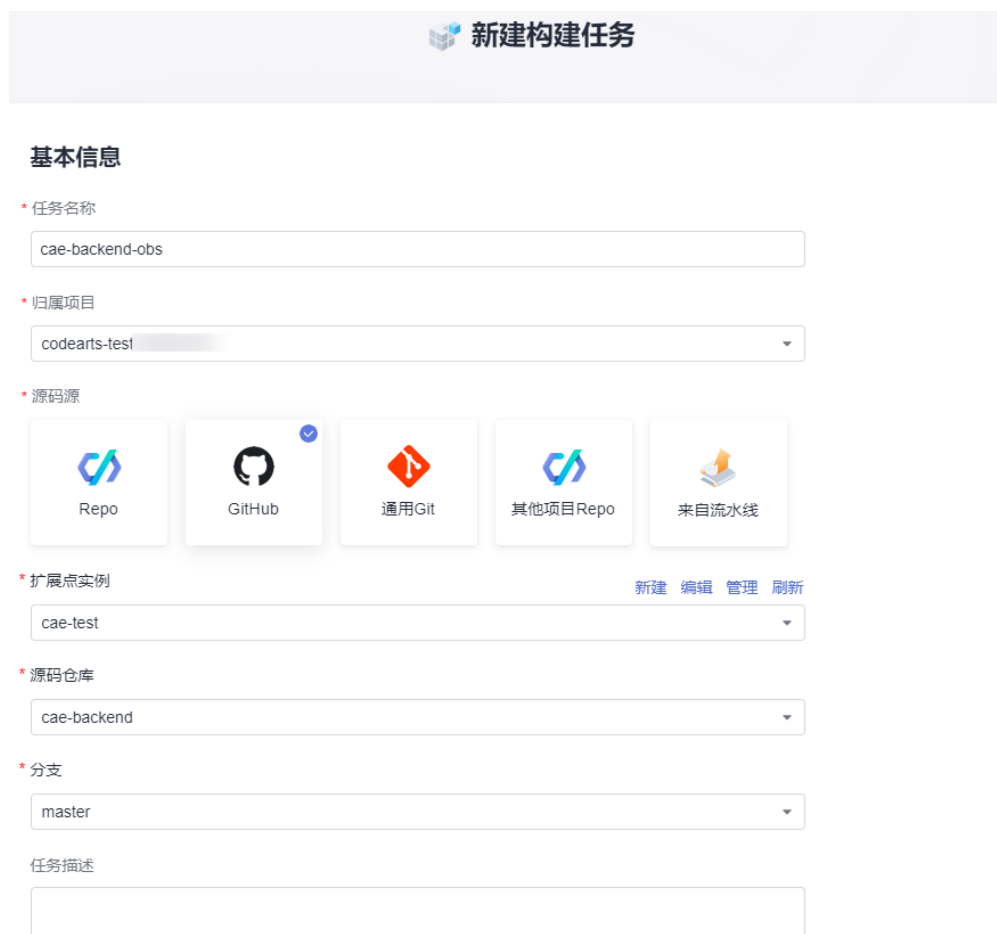 新建构建任务
基本信息
* 任务名称
cae-backend-obs
* 归属项目
codearts-test
* 源码源
Repo GitHub 通用Git 其他项目Repo 来自流水线
* 扩展点实例 新建 编辑 管理 刷新
cae-test
* 源码仓库
cae-backend
* 分支
master
任务描述